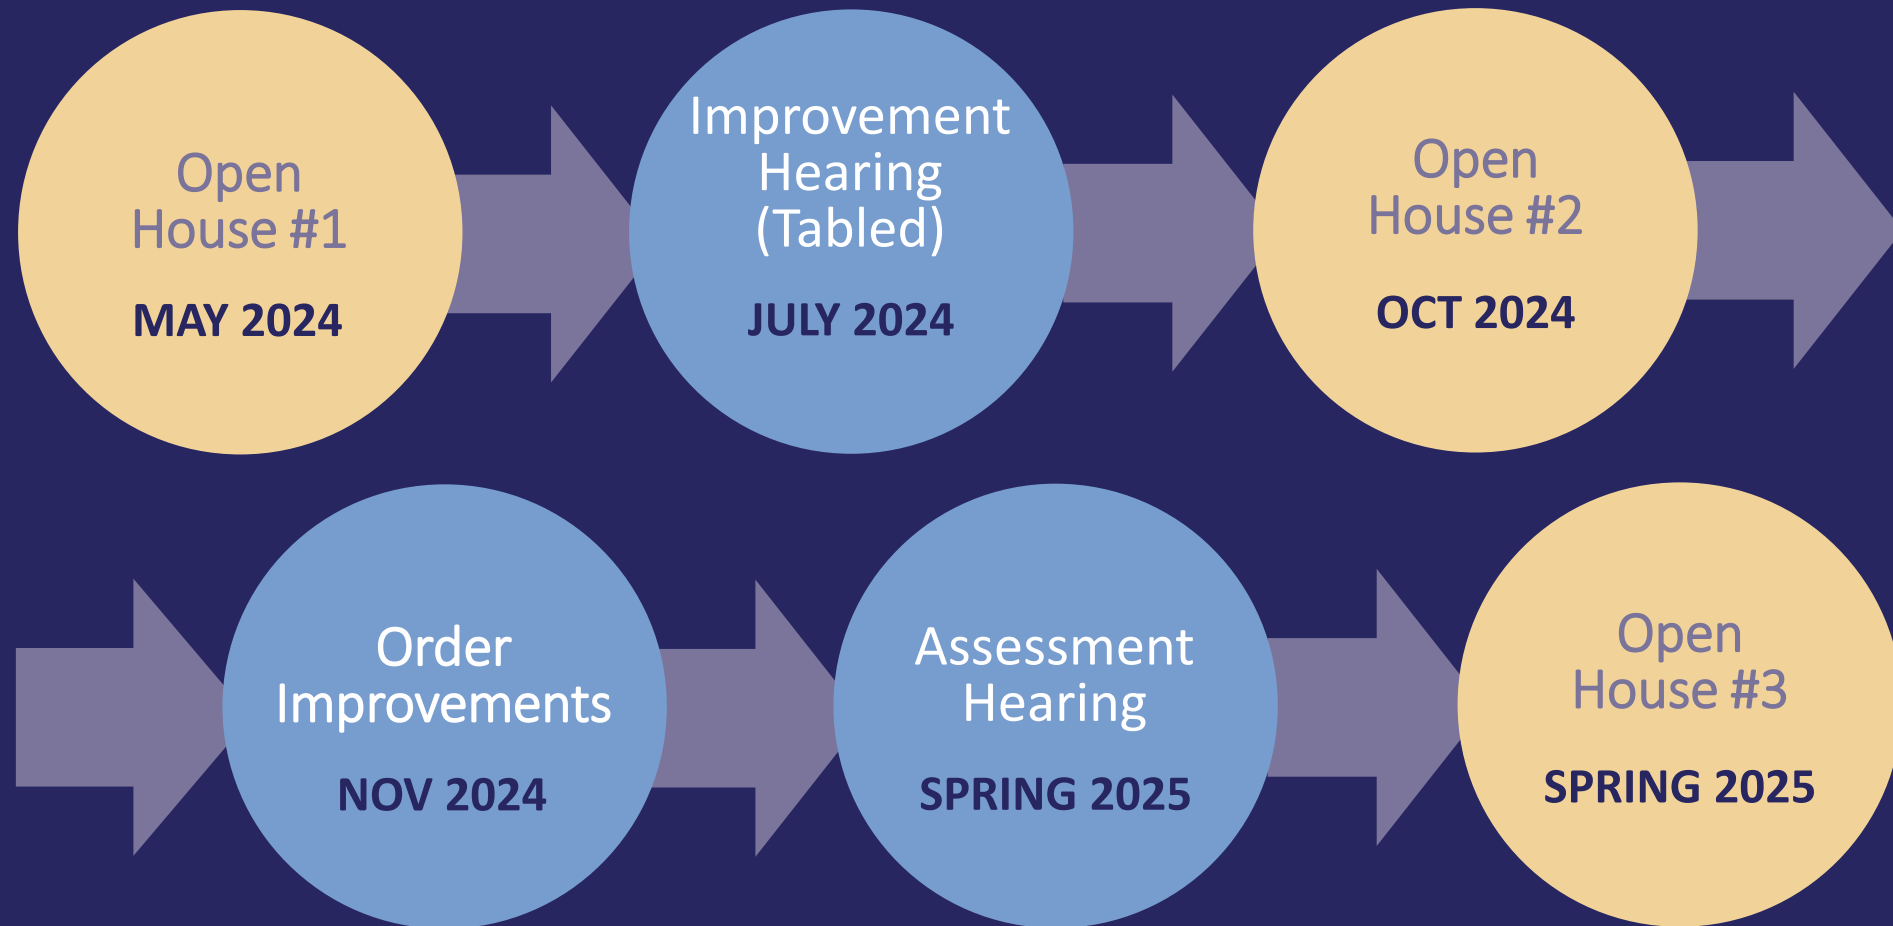 Open
House #1
MAY 2024
Improvement
Hearing
(Tabled)
JULY 2024
Open
House #2
OCT 2024
Order
Improvements
NOV 2024
Assessment
Hearing
SPRING 2025
Open
House #3
SPRING 2025